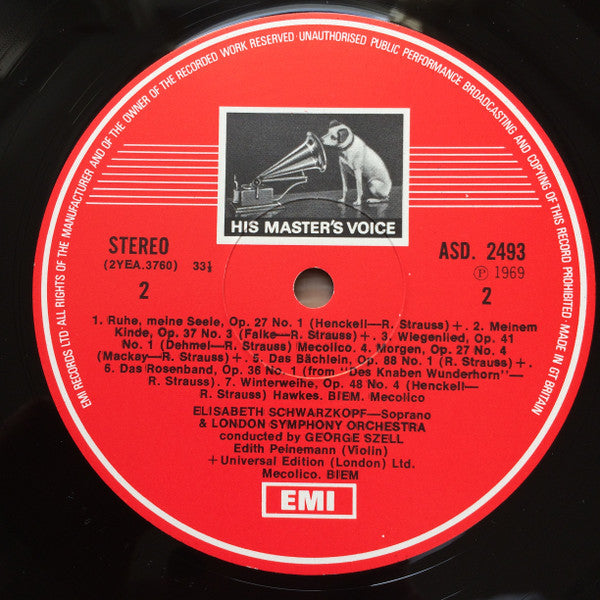 EMI RECORDS LTD· ALL RIGHTS OF THE MANUFACTURER AND OF THE OWNER OF THE RECORDED WORK RESERVED· UNAUTHORISED PUBLIC PERFORMANCE BROADCASTING AND COPYING OF THIS RECORD PROHIBITED· MADE IN GT BRITAIN
HIS MASTER'S VOICE
STEREO
(2YEA.3760) 33⅓
2
ASD. 2493
Ⓟ 1969
2
1. Ruhe, meine Seele, Op. 27 No. 1 (Henckell—R. Strauss)+. 2. Meinem
Kinde, Op. 37 No. 3 (Falke—R. Strauss)+. 3. Wiegenlied, Op. 41
No. 1 (Dehmel—R. Strauss) Mecolico. 4. Morgen, Op. 27 No. 4
(Mackay—R. Strauss)+. 5. Das Bächlein, Op. 88 No. 1 (R. Strauss)+.
6. Das Rosenband, Op. 36 No. 1 (from "Des Knaben Wunderhorn"—
R. Strauss). 7. Winterweihe, Op. 48 No. 4 (Henckell—
R. Strauss) Hawkes. BIEM. Mecolico
ELISABETH SCHWARZKOPF—Soprano
& LONDON SYMPHONY ORCHESTRA
conducted by GEORGE SZELL
Edith Peinemann (Violin)
+Universal Edition (London) Ltd.
Mecolico. BIEM
EMI